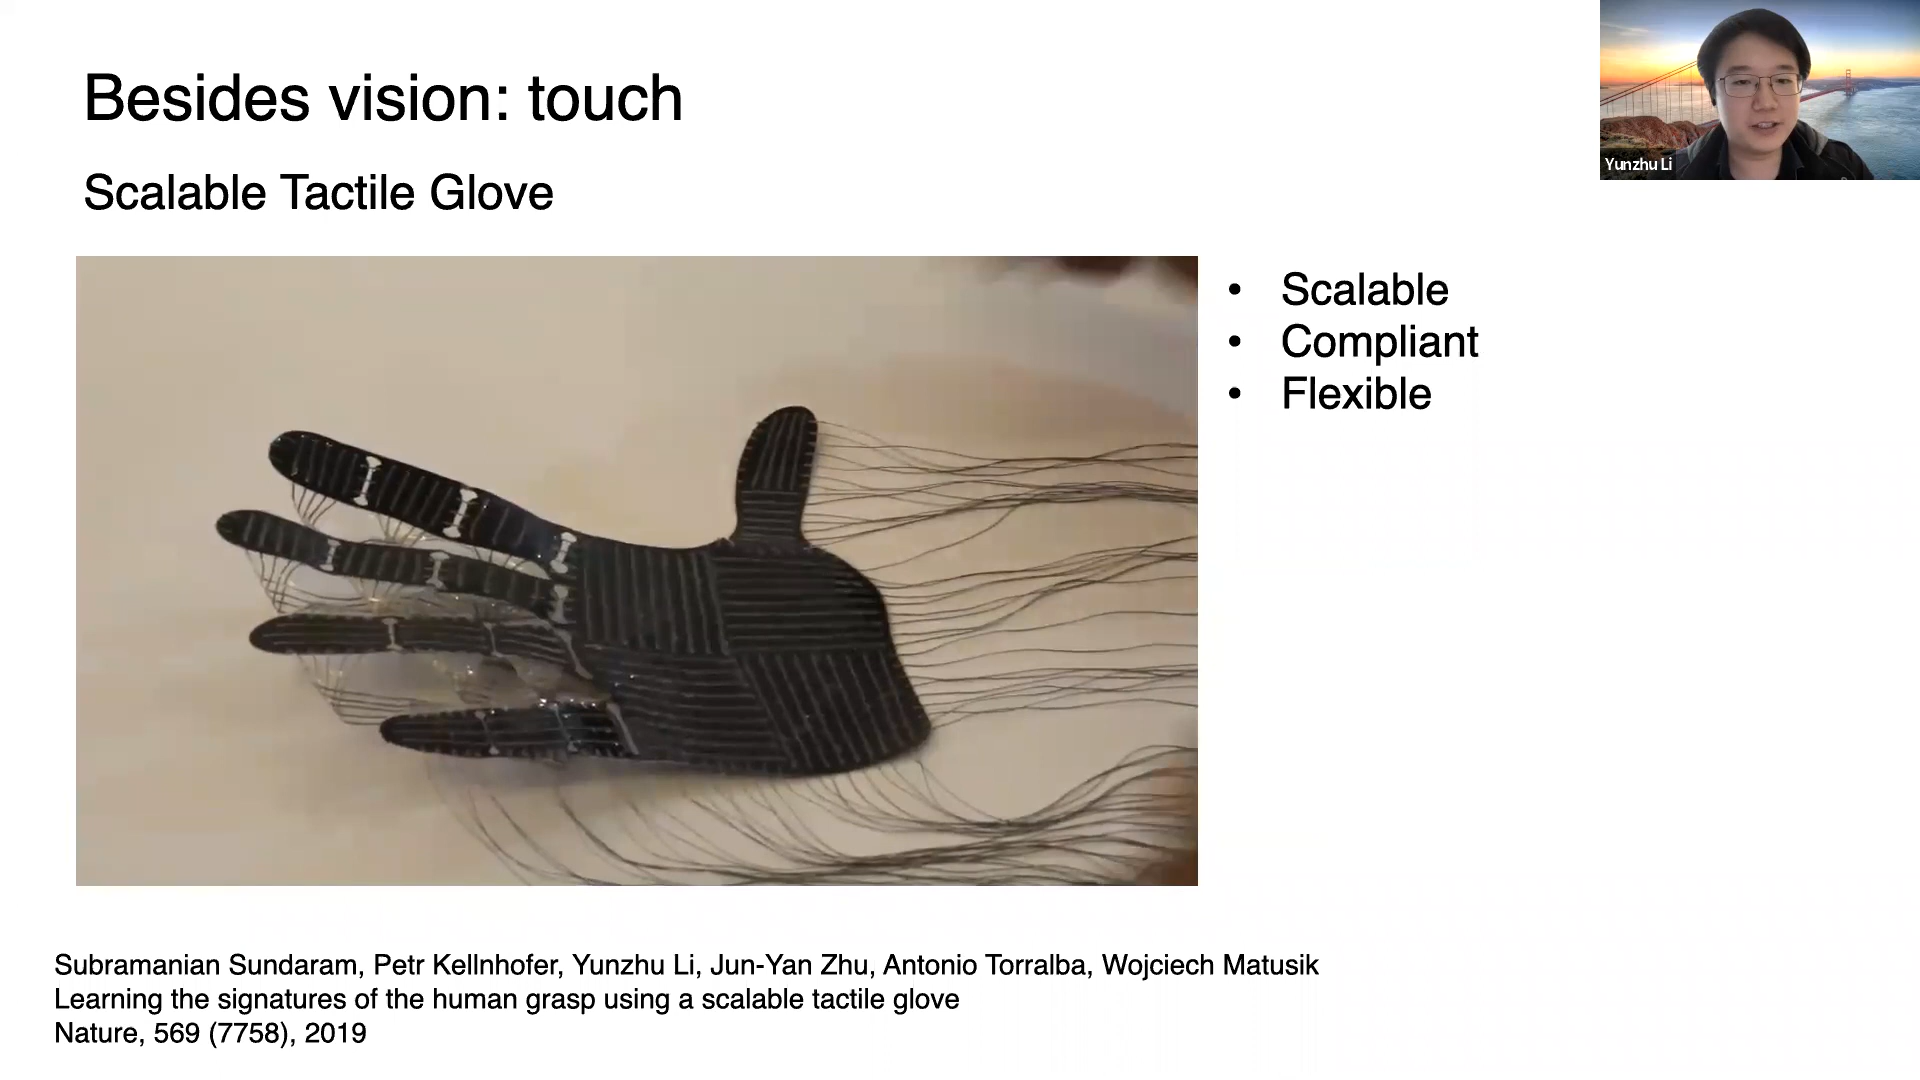 Besides vision: touch
Yunzhu Li
Scalable Tactile Glove
• Scalable
• Compliant
• Flexible
Subramanian Sundaram, Petr Kellnhofer, Yunzhu Li, Jun-Yan Zhu, Antonio Torralba, Wojciech Matusik
Learning the signatures of the human grasp using a scalable tactile glove
Nature, 569 (7758), 2019